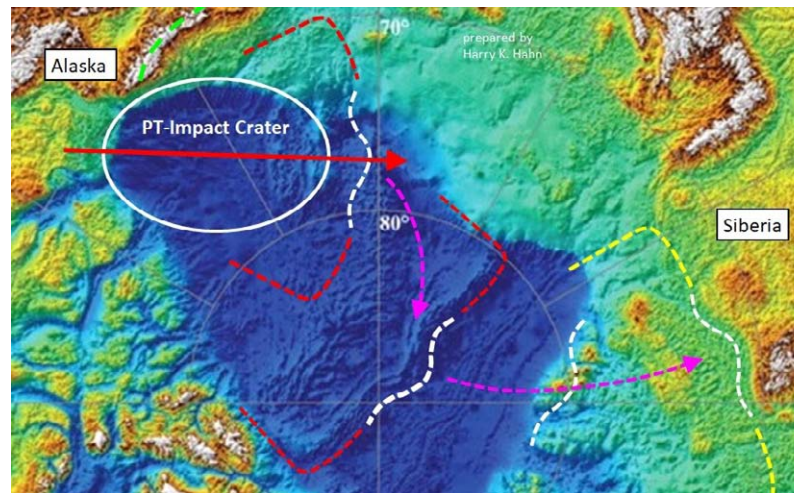 70°
prepared by
Harry K. Hahn
Alaska
PT-Impact Crater
80°
Siberia